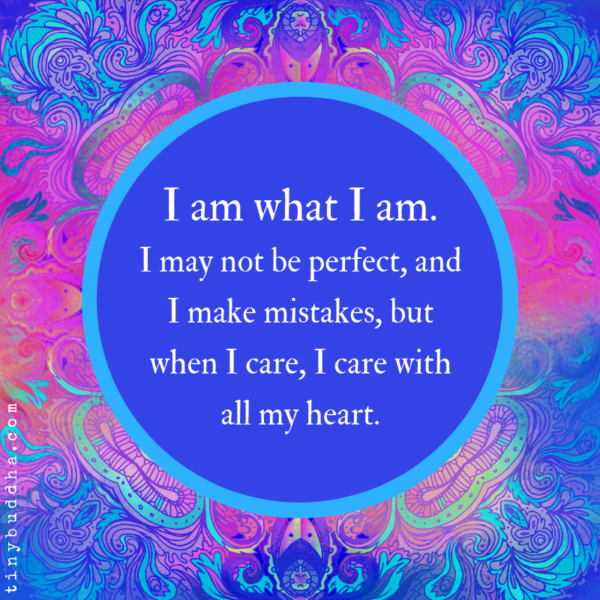 I am what I am.
I may not be perfect, and
I make mistakes, but
when I care, I care with
all my heart.
tinybuddha.com